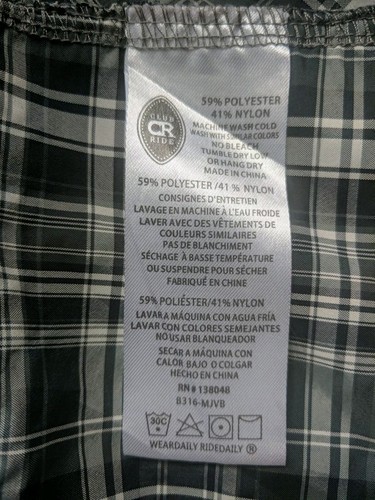 CLUB
CR
RIDE
59% POLYESTER
41% NYLON
MACHINE WASH COLD
WASH WITH SIMILAR COLORS
NO BLEACH
TUMBLE DRY LOW
OR HANG DRY
MADE IN CHINA
59% POLYESTER/41% NYLON
CONSIGNES D'ENTRETIEN
LAVAGE EN MACHINE À L'EAU FROIDE
LAVER AVEC DES VÊTEMENTS DE
COULEURS SIMILAIRES
PAS DE BLANCHIMENT
SÉCHAGE À BASSE TEMPÉRATURE
OU SUSPENDRE POUR SÉCHER
FABRIQUÉ EN CHINE
59% POLIÉSTER/41% NYLON
LAVAR A MÁQUINA CON AGUA FRÍA
LAVAR CON COLORES SEMEJANTES
NO USAR BLANQUEADOR
SECAR A MÁQUINA CON
CALOR BAJO O COLGAR
HECHO EN CHINA
RN# 138048
B316-MJVB
30C
WEARDAILY RIDEDAILY®